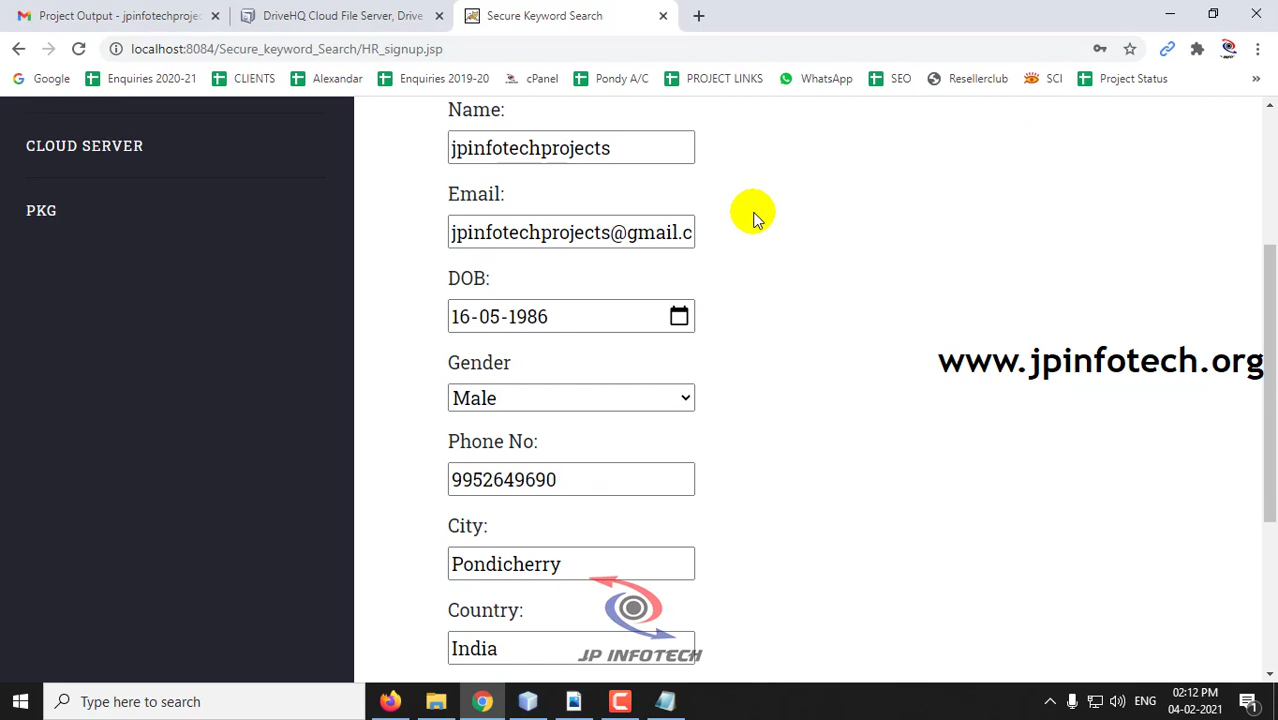 Project Output - jpinfotechproje
DriveHQ Cloud File Server, Drive
Secure Keyword Search
localhost:8084/Secure_keyword_Search/HR_signup.jsp
Google
Enquiries 2020-21
CLIENTS
Alexandar
Enquiries 2019-20
cPanel
Pondy A/C
PROJECT LINKS
WhatsApp
SEO
Resellerclub
SCI
Project Status
CLOUD SERVER
PKG
Name:
jpinfotechprojects
Email:
jpinfotechprojects@gmail.c
DOB:
16-05-1986
Gender
Male
Phone No:
9952649690
City:
Pondicherry
Country:
India
www.jpinfotech.org
JP INFOTECH
Type here to search
ENG
02:12 PM
04-02-2021
1